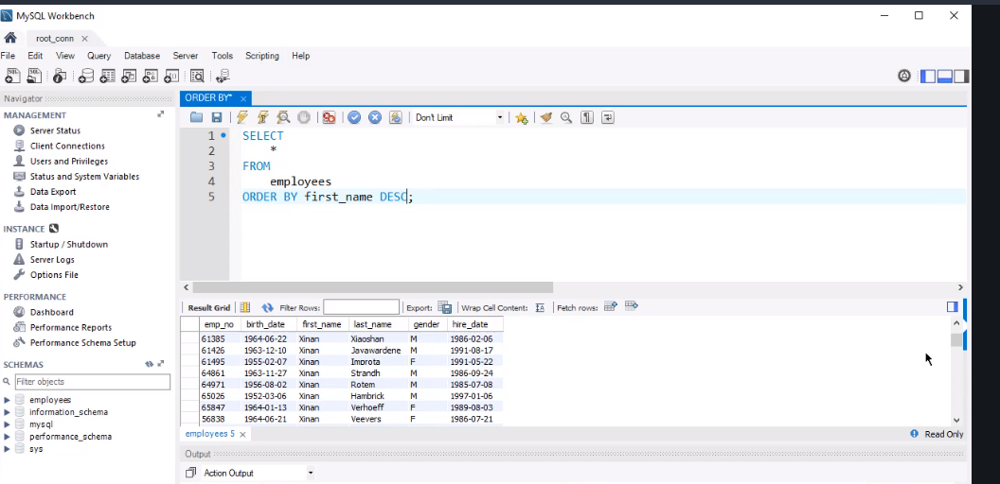 MySQL Workbench
root_conn
File Edit View Query Database Server Tools Scripting Help
Navigator
MANAGEMENT
Server Status
Client Connections
Users and Privileges
Status and System Variables
Data Export
Data Import/Restore
INSTANCE
Startup / Shutdown
Server Logs
Options File
PERFORMANCE
Dashboard
Performance Reports
Performance Schema Setup
SCHEMAS
Filter objects
employees
information_schema
mysql
performance_schema
sys
ORDER BY*
Don't Limit
1 SELECT
2 *
3 FROM
4 employees
5 ORDER BY first_name DESC;
Result Grid Filter Rows: Export: Wrap Cell Content: Fetch rows:
emp_no birth_date first_name last_name gender hire_date
61385 1964-06-22 Xinan Xiaoshan M 1986-02-06
61426 1963-12-10 Xinan Javawardene M 1991-08-17
61495 1955-02-07 Xinan Improta F 1991-05-22
64861 1963-11-27 Xinan Strandh M 1986-09-24
64971 1956-08-02 Xinan Rotem M 1985-07-08
65026 1952-03-06 Xinan Hambrick M 1997-01-06
65847 1964-01-13 Xinan Verhoeff F 1989-08-03
56838 1964-06-21 Xinan Veevers F 1986-07-21
employees 5
Read Only
Output
Action Output